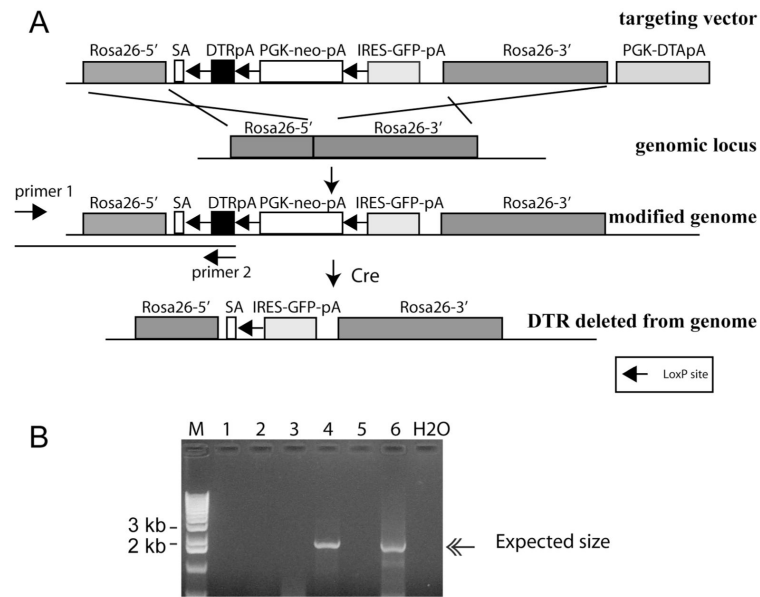 A
targeting vector
Rosa26-5' SA DTRpA PGK-neo-pA IRES-GFP-pA Rosa26-3' PGK-DTApA
Rosa26-5' Rosa26-3'
genomic locus
primer 1
Rosa26-5' SA DTRpA PGK-neo-pA IRES-GFP-pA Rosa26-3'
modified genome
primer 2
Cre
Rosa26-5' SA IRES-GFP-pA Rosa26-3'
DTR deleted from genome
LoxP site
B
M 1 2 3 4 5 6 H2O
3 kb
2 kb
Expected size